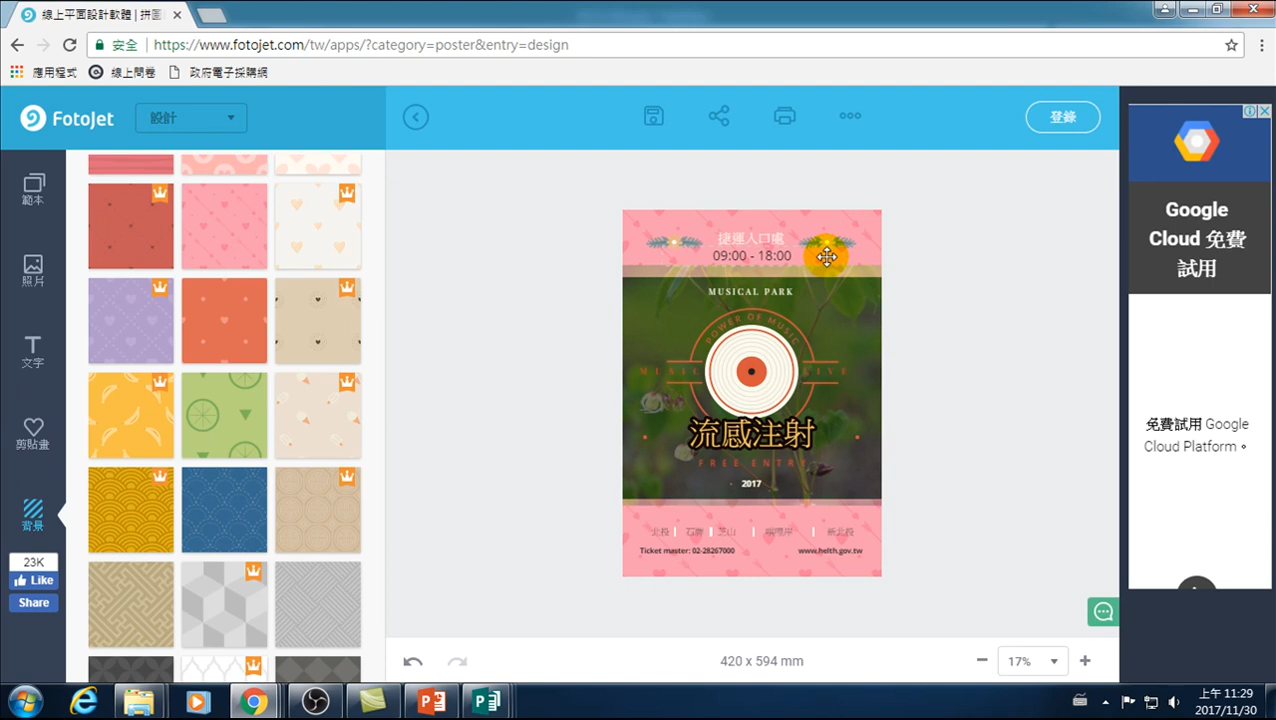 線上平面設計軟體 | 拼圖
安全
https://www.fotojet.com/tw/apps/?category=poster&entry=design
應用程式
線上問卷
政府電子採購網
FotoJet
設計
登錄
範本
照片
文字
剪貼畫
背景
23K
Like
Share
捷運入口處
09:00 - 18:00
MUSICAL PARK
POWER OF MUSIC
MUSIC LIVE
流感注射
FREE ENTRY
2017
北投 | 石牌 | 芝山 | 唭哩岸 | 新北投
Ticket master: 02-28267000
www.helth.gov.tw
420 x 594 mm
17%
Google
Cloud 免費
試用
免費試用 Google
Cloud Platform。
上午 11:29
2017/11/30